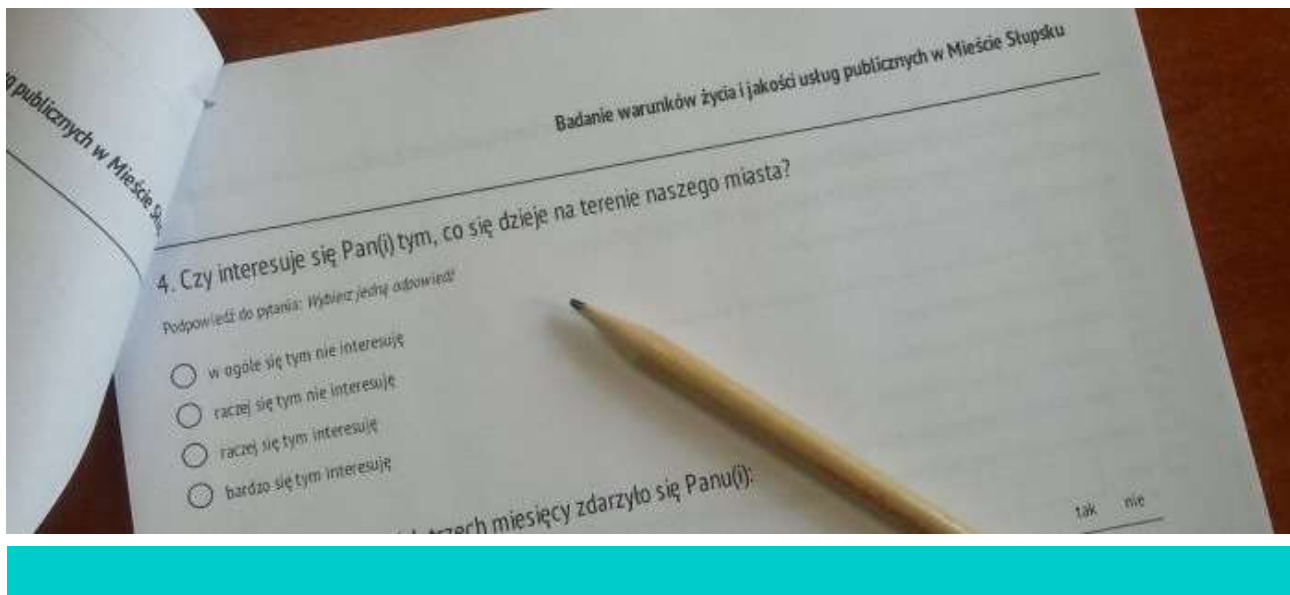 publicznych w Mieście
Badanie warunków życia i jakości usług publicznych w Mieście Słupsku
4. Czy interesuje się Pan(i) tym, co się dzieje na terenie naszego miasta?
Podpowiedź do pytania: Wybierz jedną odpowiedź
w ogóle się tym nie interesuję
raczej się tym nie interesuję
raczej się tym interesuję
bardzo się tym interesuję
trzech miesięcy zdarzyło się Panu(i):
tak nie